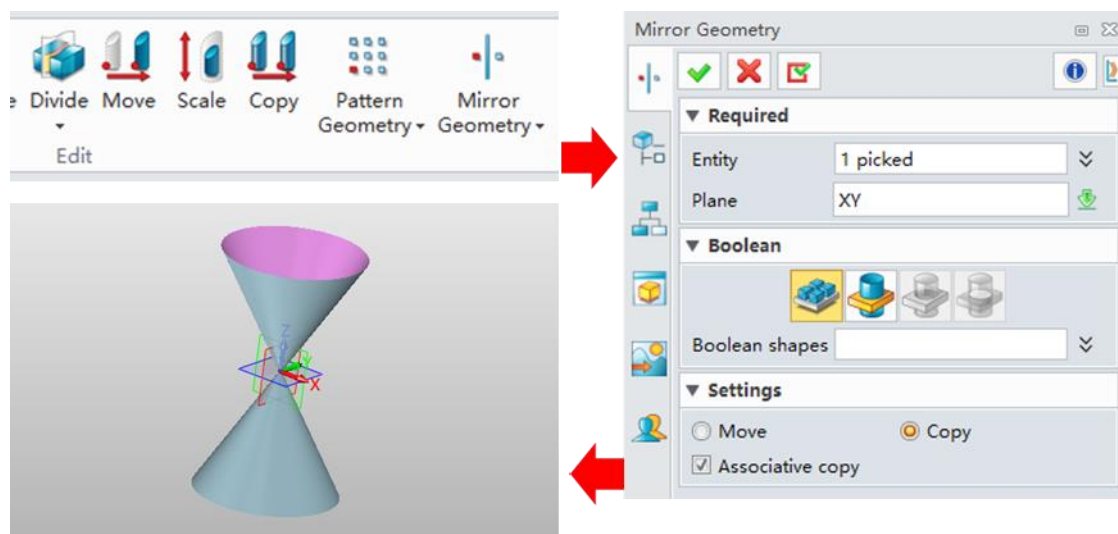 e Divide Move Scale Copy Pattern Geometry Mirror Geometry
Edit
Mirror Geometry
Required
Entity 1 picked
Plane XY
Boolean
Boolean shapes
Settings
Move Copy
Associative copy
Z
Y
X